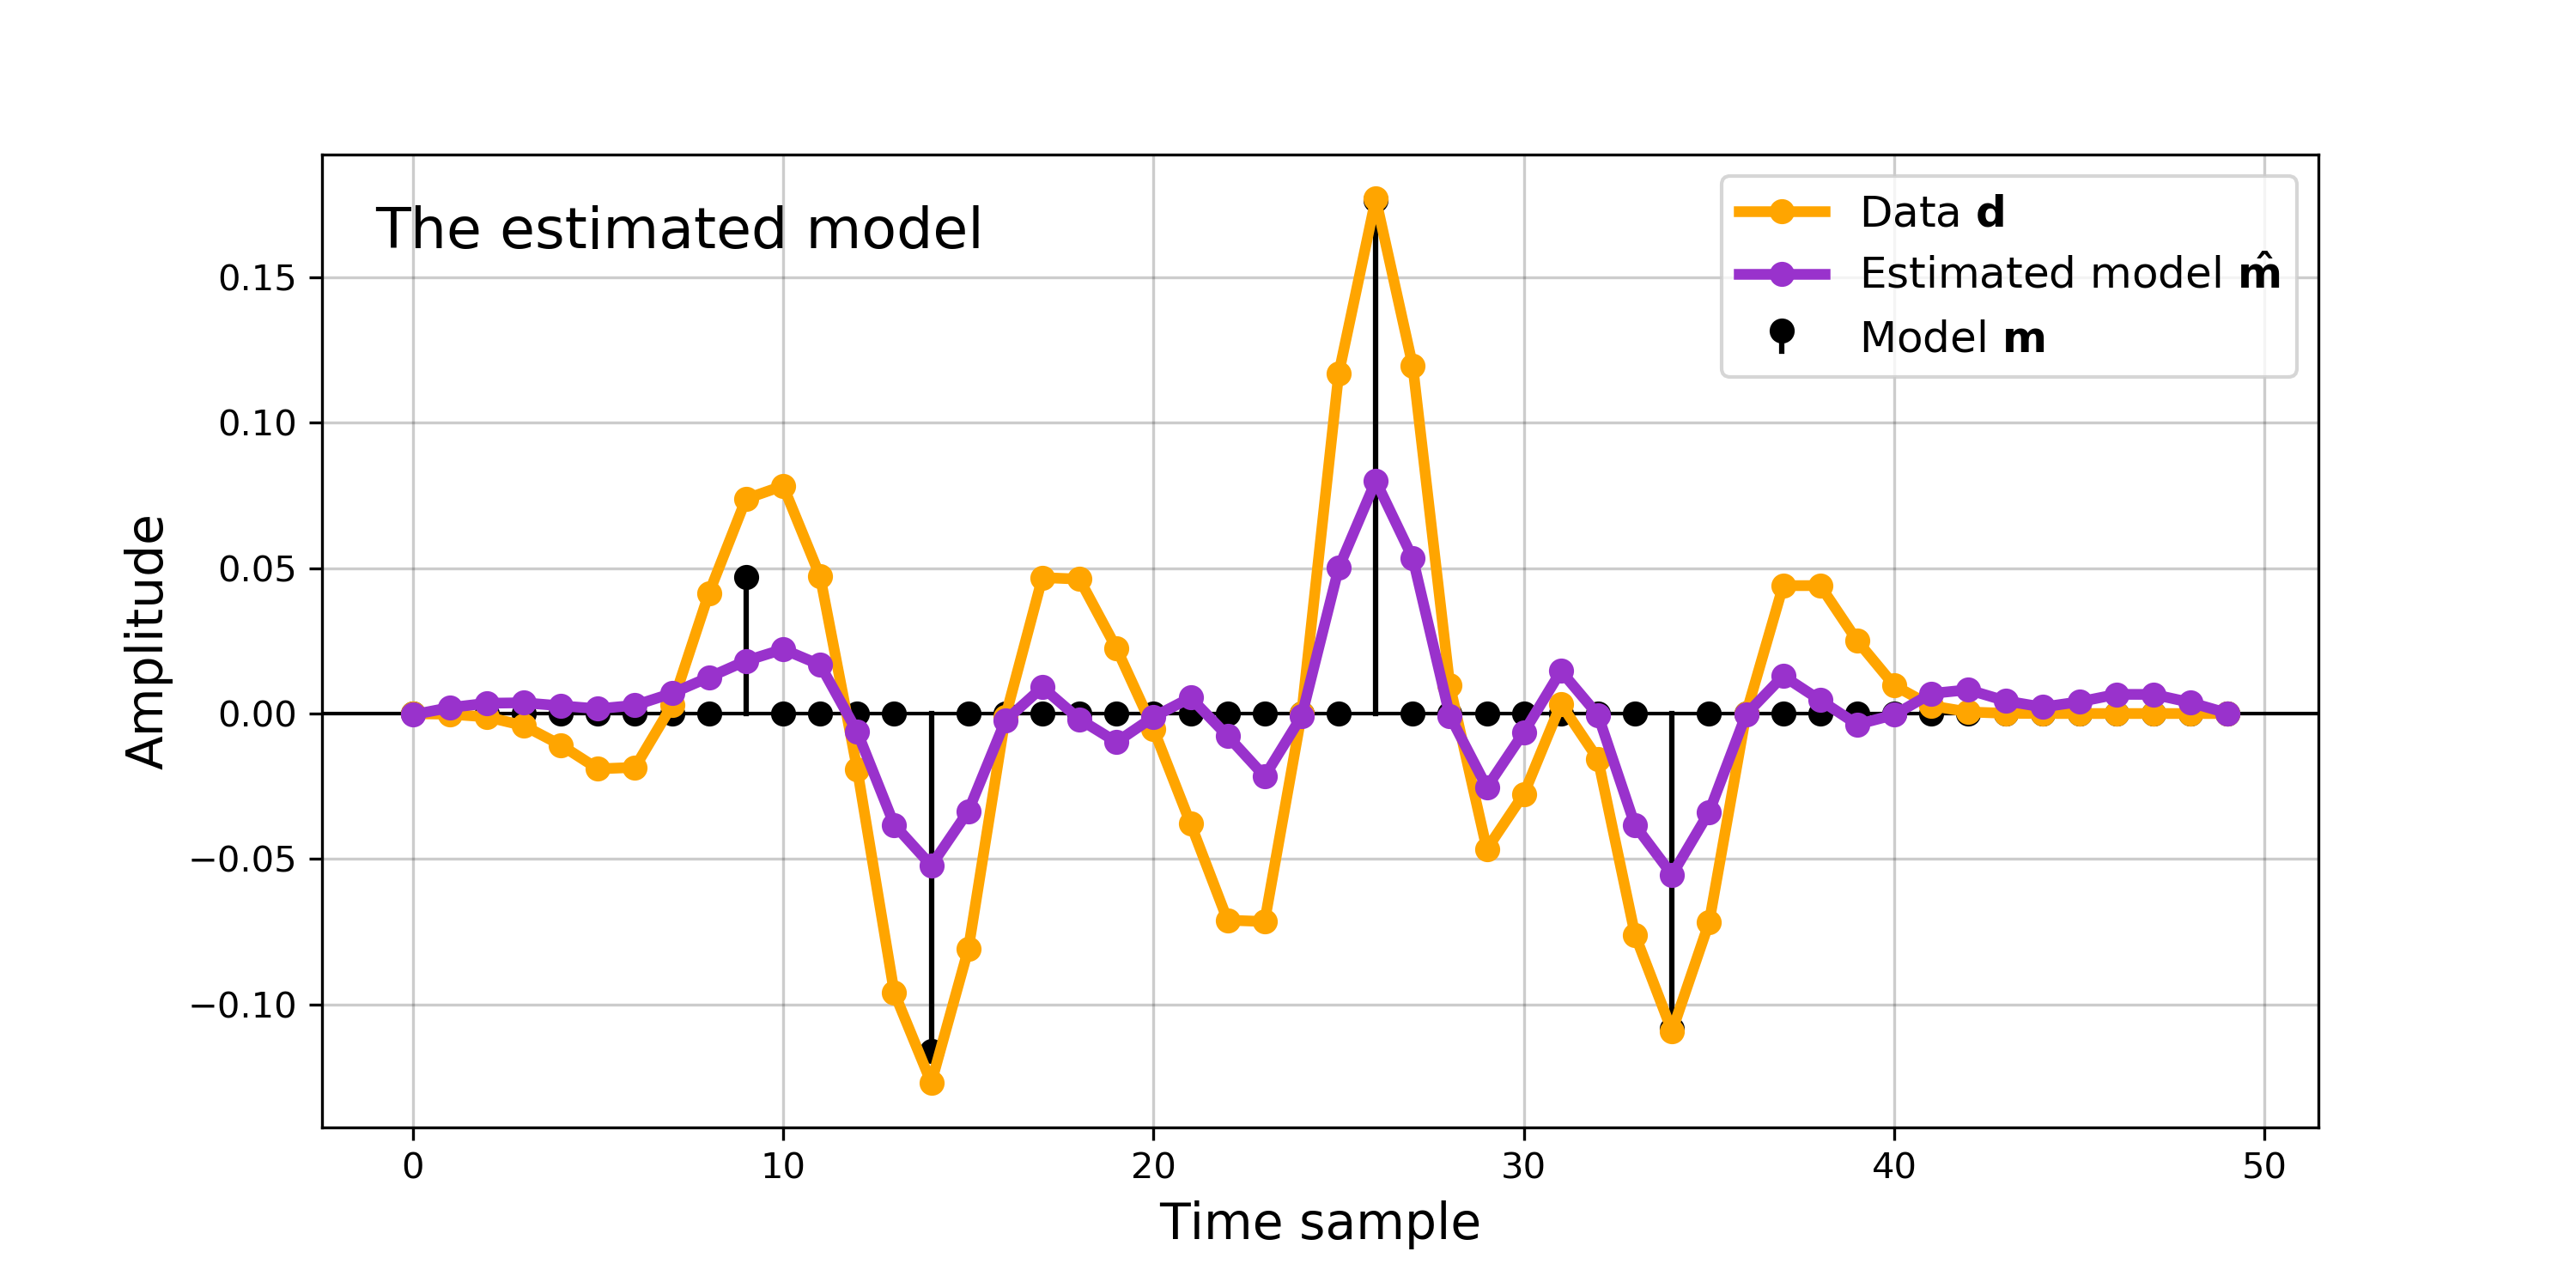 The estimated model
Data d
Estimated model m̂
Model m
0.15
0.10
0.05
0.00
−0.05
−0.10
Amplitude
0 10 20 30 40 50
Time sample